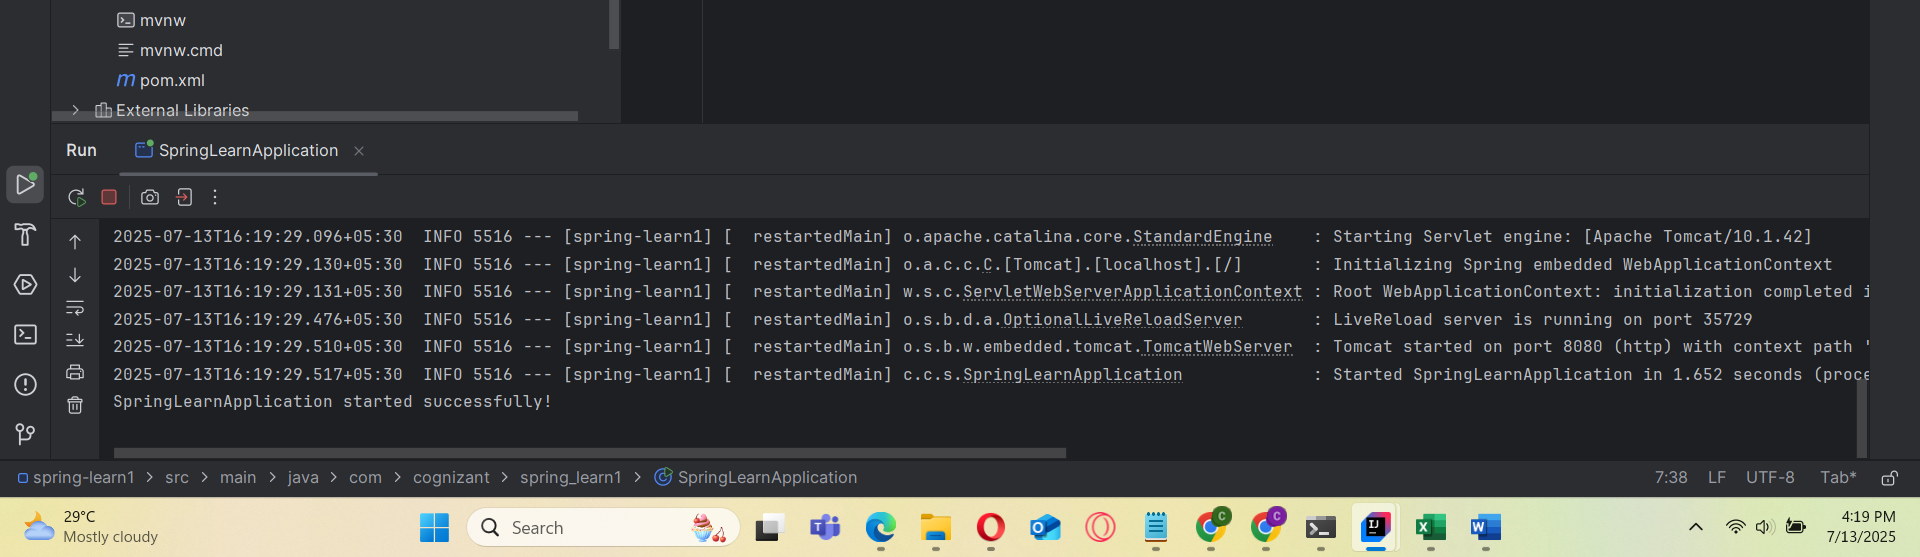 mvnw
mvnw.cmd
m pom.xml
External Libraries
Run SpringLearnApplication
2025-07-13T16:19:29.096+05:30  INFO 5516 --- [spring-learn1] [  restartedMain] o.apache.catalina.core.StandardEngine    : Starting Servlet engine: [Apache Tomcat/10.1.42]
2025-07-13T16:19:29.130+05:30  INFO 5516 --- [spring-learn1] [  restartedMain] o.a.c.c.C.[Tomcat].[localhost].[/]       : Initializing Spring embedded WebApplicationContext
2025-07-13T16:19:29.131+05:30  INFO 5516 --- [spring-learn1] [  restartedMain] w.s.c.ServletWebServerApplicationContext : Root WebApplicationContext: initialization completed i
2025-07-13T16:19:29.476+05:30  INFO 5516 --- [spring-learn1] [  restartedMain] o.s.b.d.a.OptionalLiveReloadServer       : LiveReload server is running on port 35729
2025-07-13T16:19:29.510+05:30  INFO 5516 --- [spring-learn1] [  restartedMain] o.s.b.w.embedded.tomcat.TomcatWebServer  : Tomcat started on port 8080 (http) with context path '
2025-07-13T16:19:29.517+05:30  INFO 5516 --- [spring-learn1] [  restartedMain] c.c.s.SpringLearnApplication             : Started SpringLearnApplication in 1.652 seconds (proce
SpringLearnApplication started successfully!
spring-learn1 > src > main > java > com > cognizant > spring_learn1 > SpringLearnApplication 7:38 LF UTF-8 Tab*
29°C
Mostly cloudy
Search
4:19 PM
7/13/2025